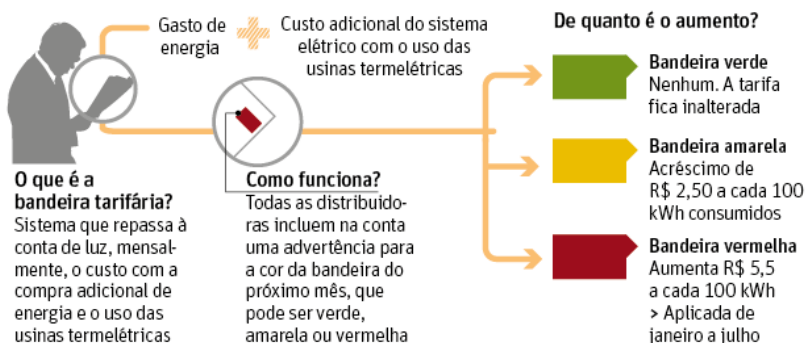 Gasto de
energia
Custo adicional do sistema
elétrico com o uso das
usinas termelétricas
O que é a
bandeira tarifária?
Sistema que repassa à
conta de luz, mensal-
mente, o custo com a
compra adicional de
energia e o uso das
usinas termelétricas
Como funciona?
Todas as distribuido-
ras incluem na conta
uma advertência para
a cor da bandeira do
próximo mês, que
pode ser verde,
amarela ou vermelha
De quanto é o aumento?
Bandeira verde
Nenhum. A tarifa
fica inalterada
Bandeira amarela
Acréscimo de
R$ 2,50 a cada 100
kWh consumidos
Bandeira vermelha
Aumenta R$ 5,5
a cada 100 kWh
> Aplicada de
janeiro a julho